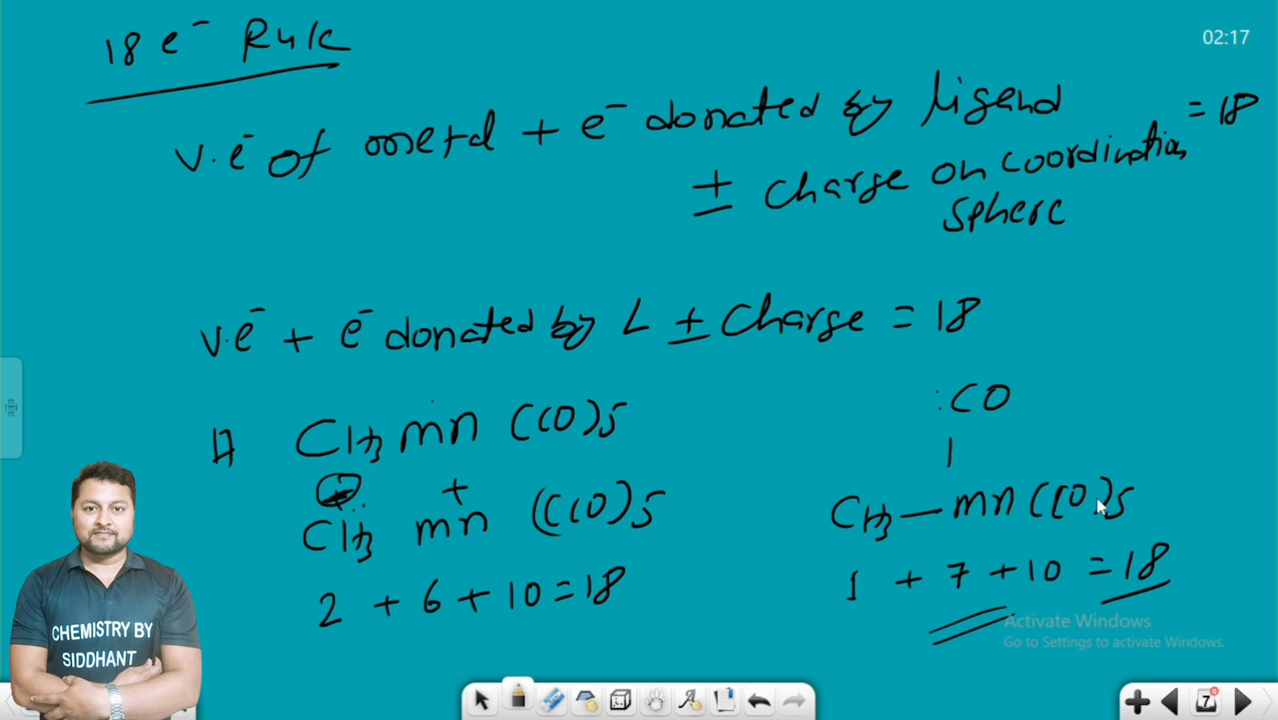 18 e⁻ Rule
02:17
v.e⁻ of metal + e⁻ donated by ligand = 18
± charge on coordination
sphere
v.e⁻ + e⁻ donated by L ± charge = 18
1) CH3 mn (CO)5
:CO
CH3 mn + (CO)5
CH3 — mn (CO)5
2 + 6 + 10 = 18
1 + 7 + 10 = 18
CHEMISTRY BY
SIDDHANT
Activate Windows
Go to Settings to activate Windows.
7